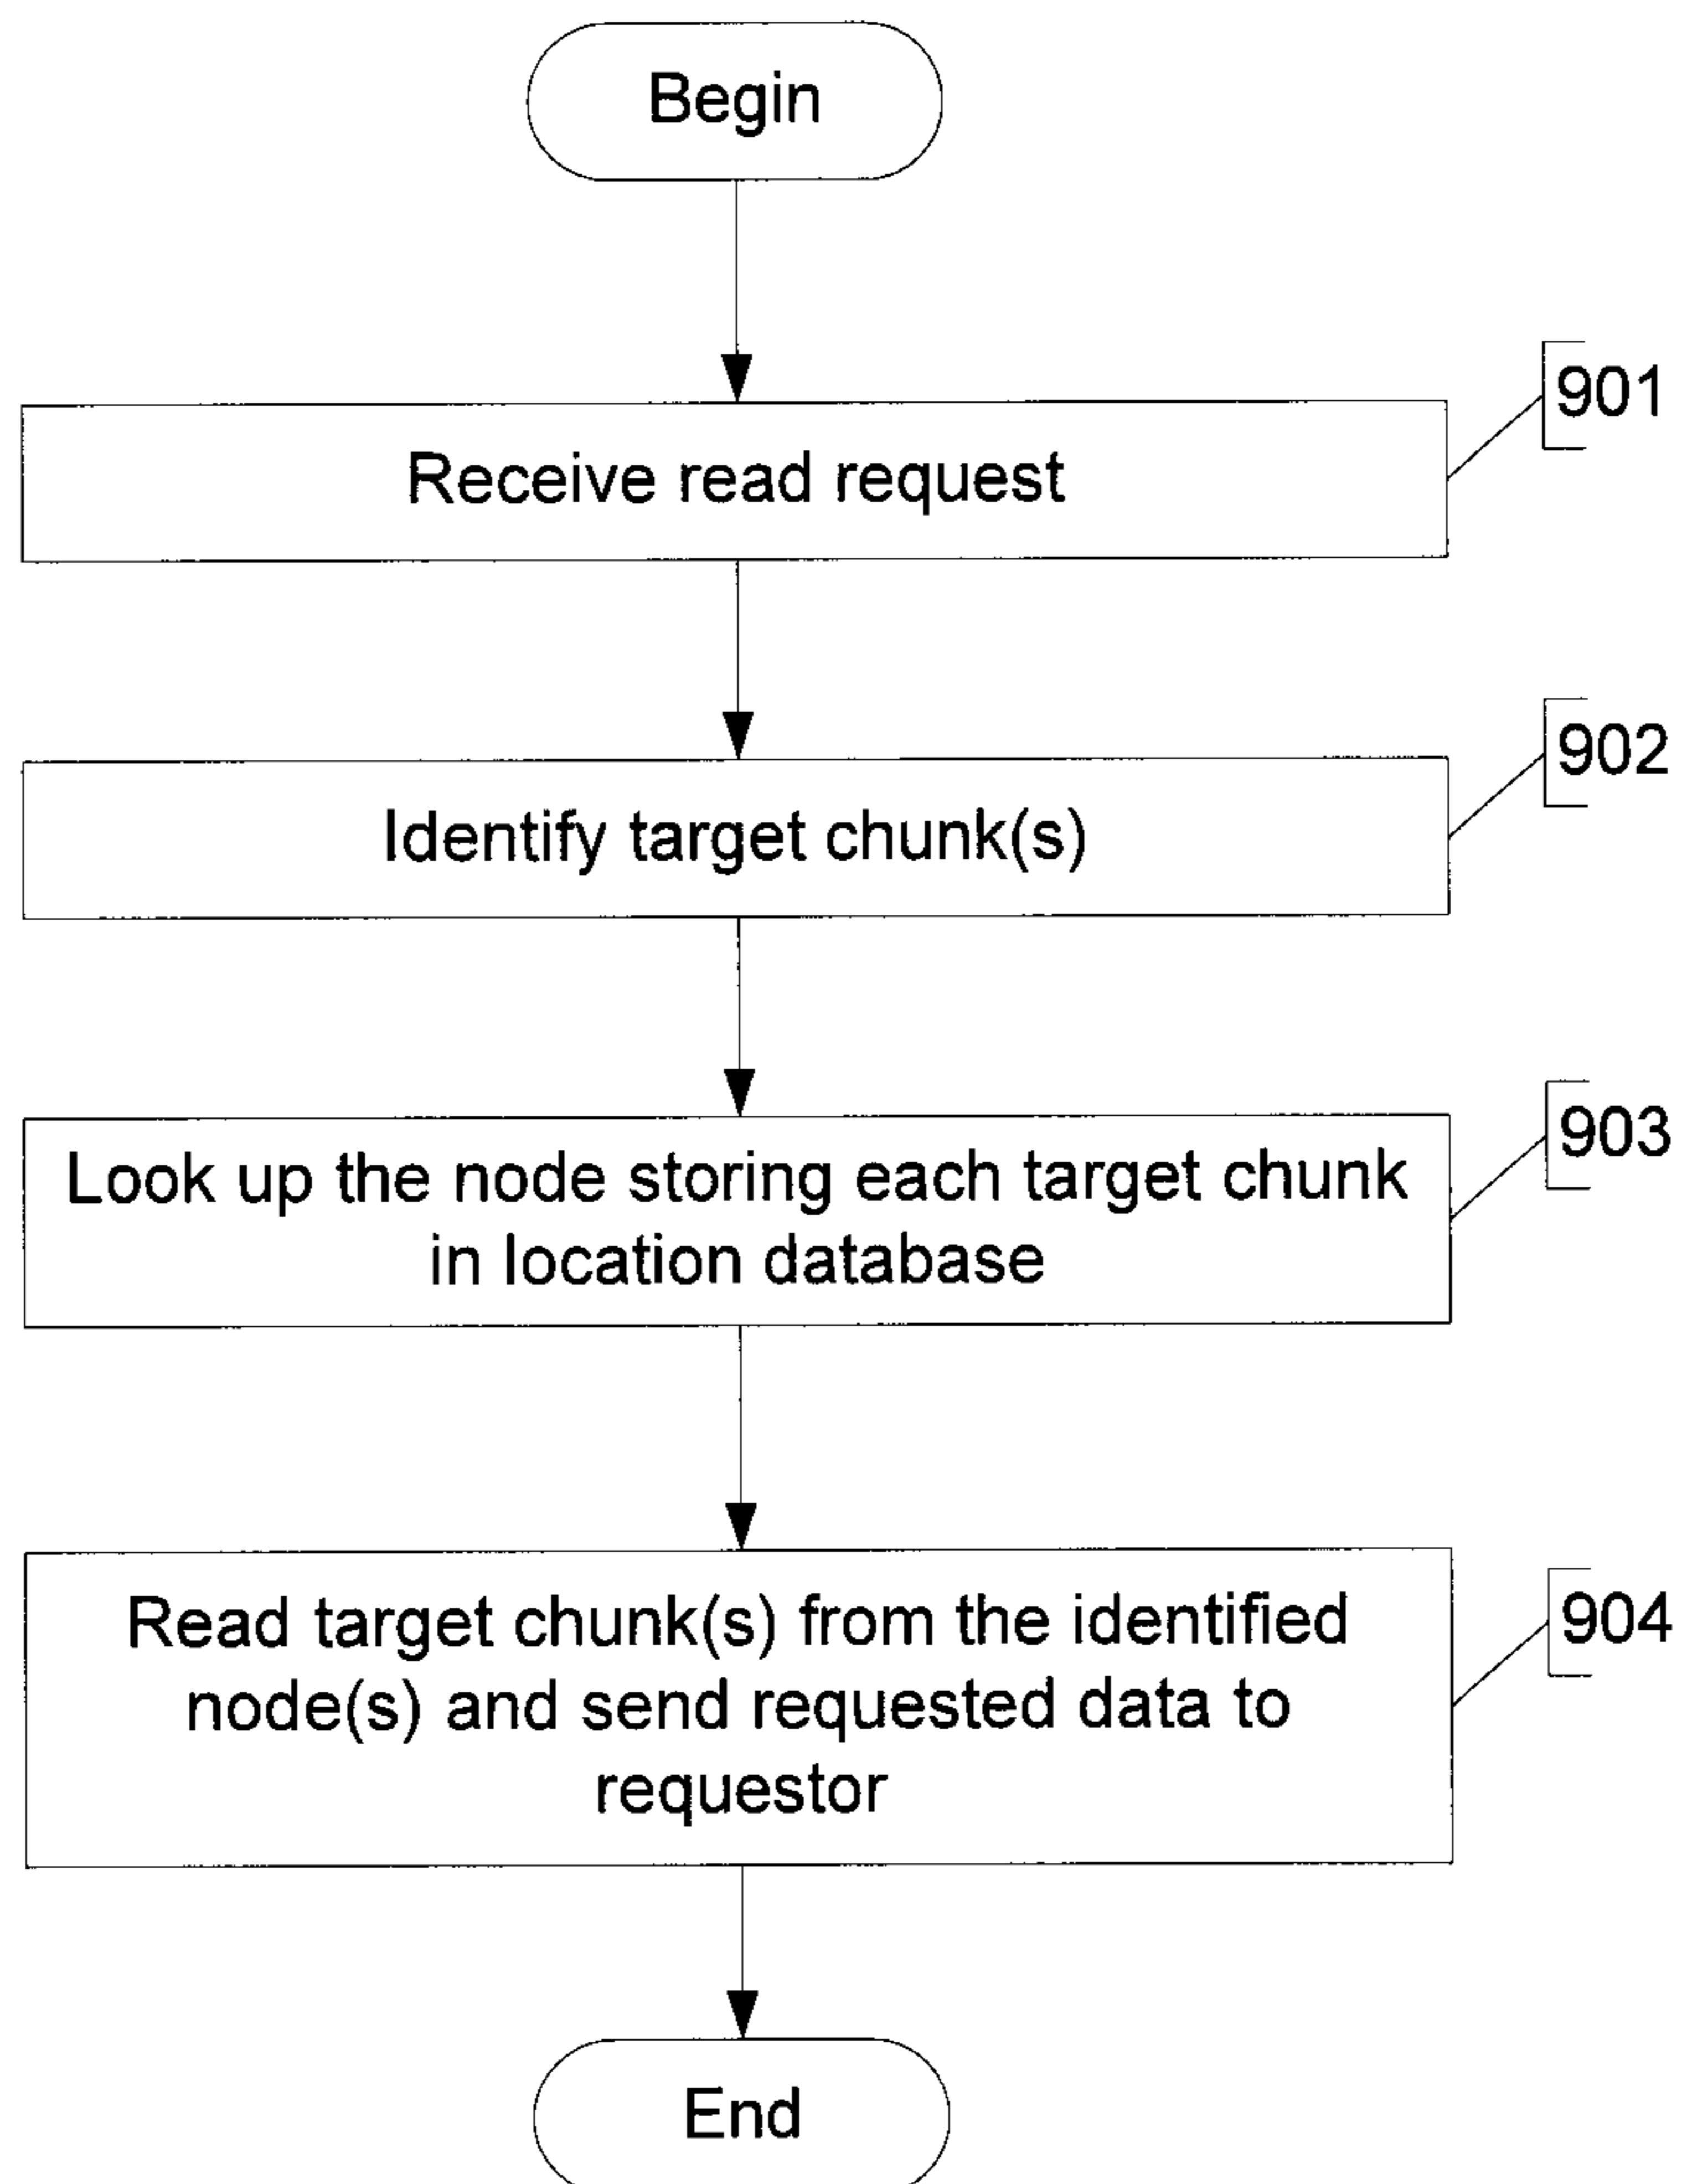 Begin
901
Receive read request
902
Identify target chunk(s)
903
Look up the node storing each target chunk
in location database
904
Read target chunk(s) from the identified
node(s) and send requested data to
requestor
End